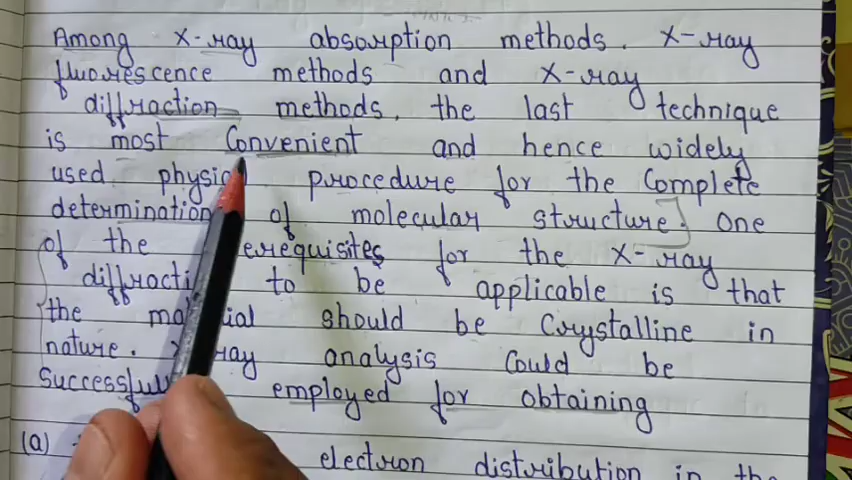 Among X-ray absorption methods. X-ray
fluorescence methods and X-ray
diffraction methods, the last technique
is most Convenient and hence widely
used procedure for the Complete
determination of molecular structure. One
of the for the X-ray
to be applicable is that
the should be Crystalline in
nature. analysis Could be
employed for obtaining
(a) electron distribution in the